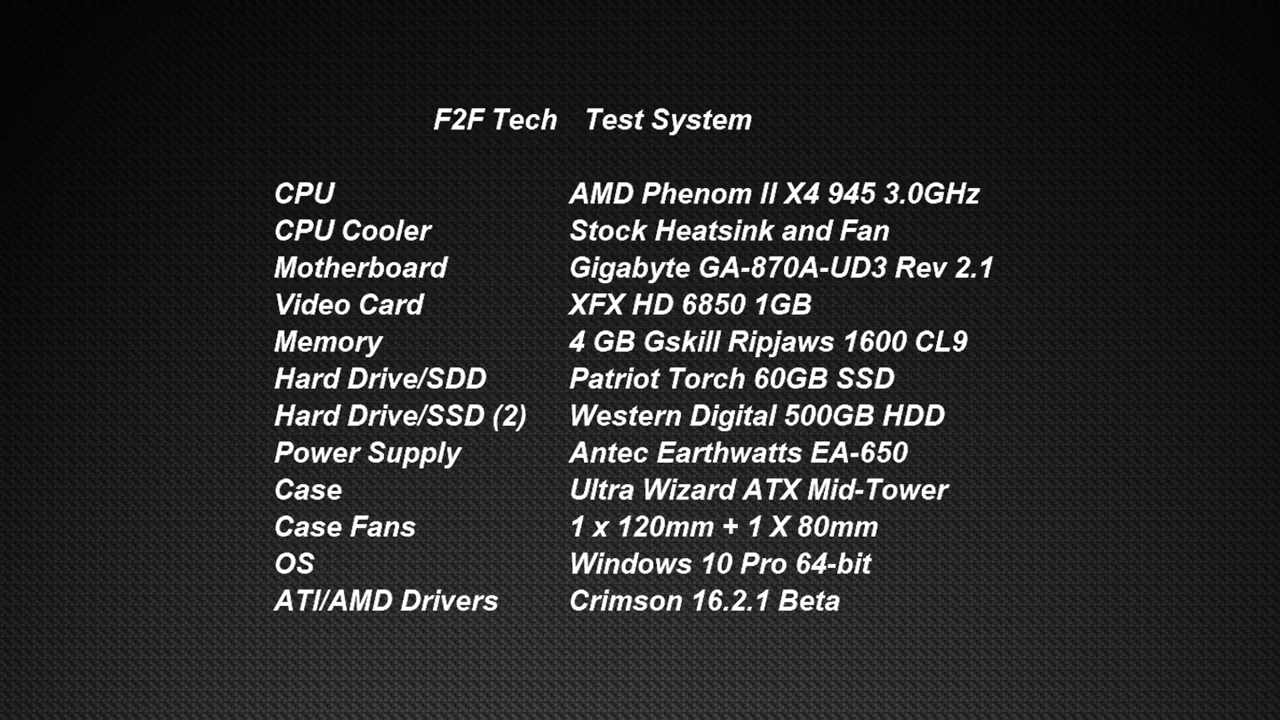 F2F Tech Test System
CPU AMD Phenom II X4 945 3.0GHz
CPU Cooler Stock Heatsink and Fan
Motherboard Gigabyte GA-870A-UD3 Rev 2.1
Video Card XFX HD 6850 1GB
Memory 4 GB Gskill Ripjaws 1600 CL9
Hard Drive/SDD Patriot Torch 60GB SSD
Hard Drive/SSD (2) Western Digital 500GB HDD
Power Supply Antec Earthwatts EA-650
Case Ultra Wizard ATX Mid-Tower
Case Fans 1 x 120mm + 1 X 80mm
OS Windows 10 Pro 64-bit
ATI/AMD Drivers Crimson 16.2.1 Beta